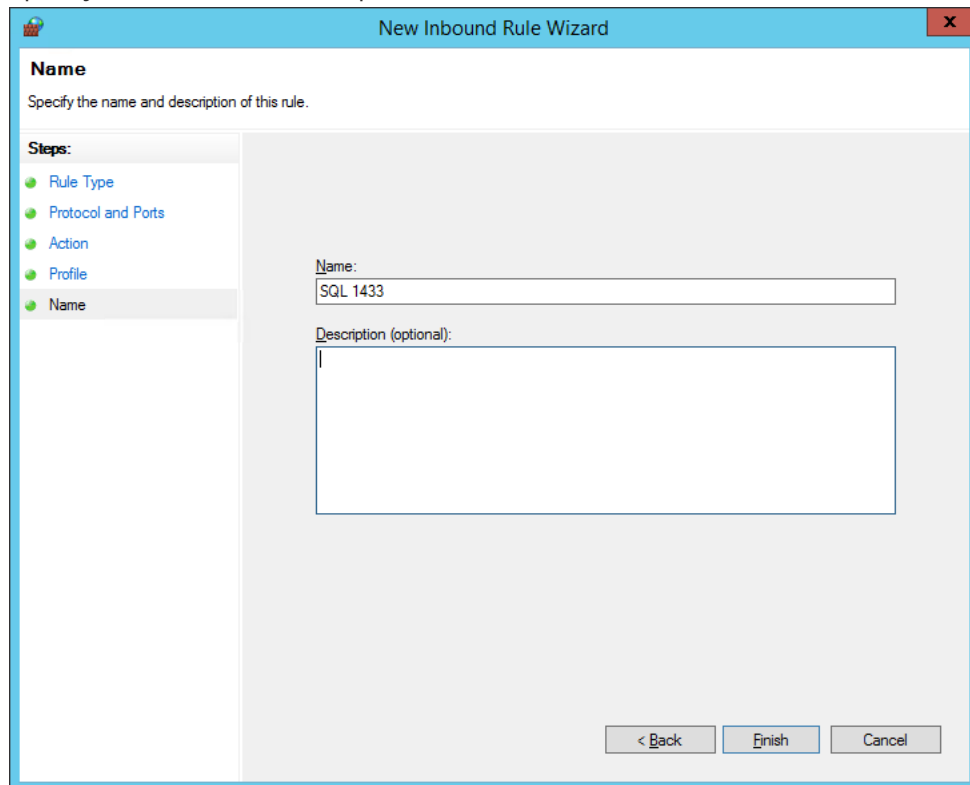 New Inbound Rule Wizard
x
Name
Specify the name and description of this rule.
Steps:
Rule Type
Protocol and Ports
Action
Profile
Name
Name:
SQL 1433
Description (optional):
< Back
Finish
Cancel